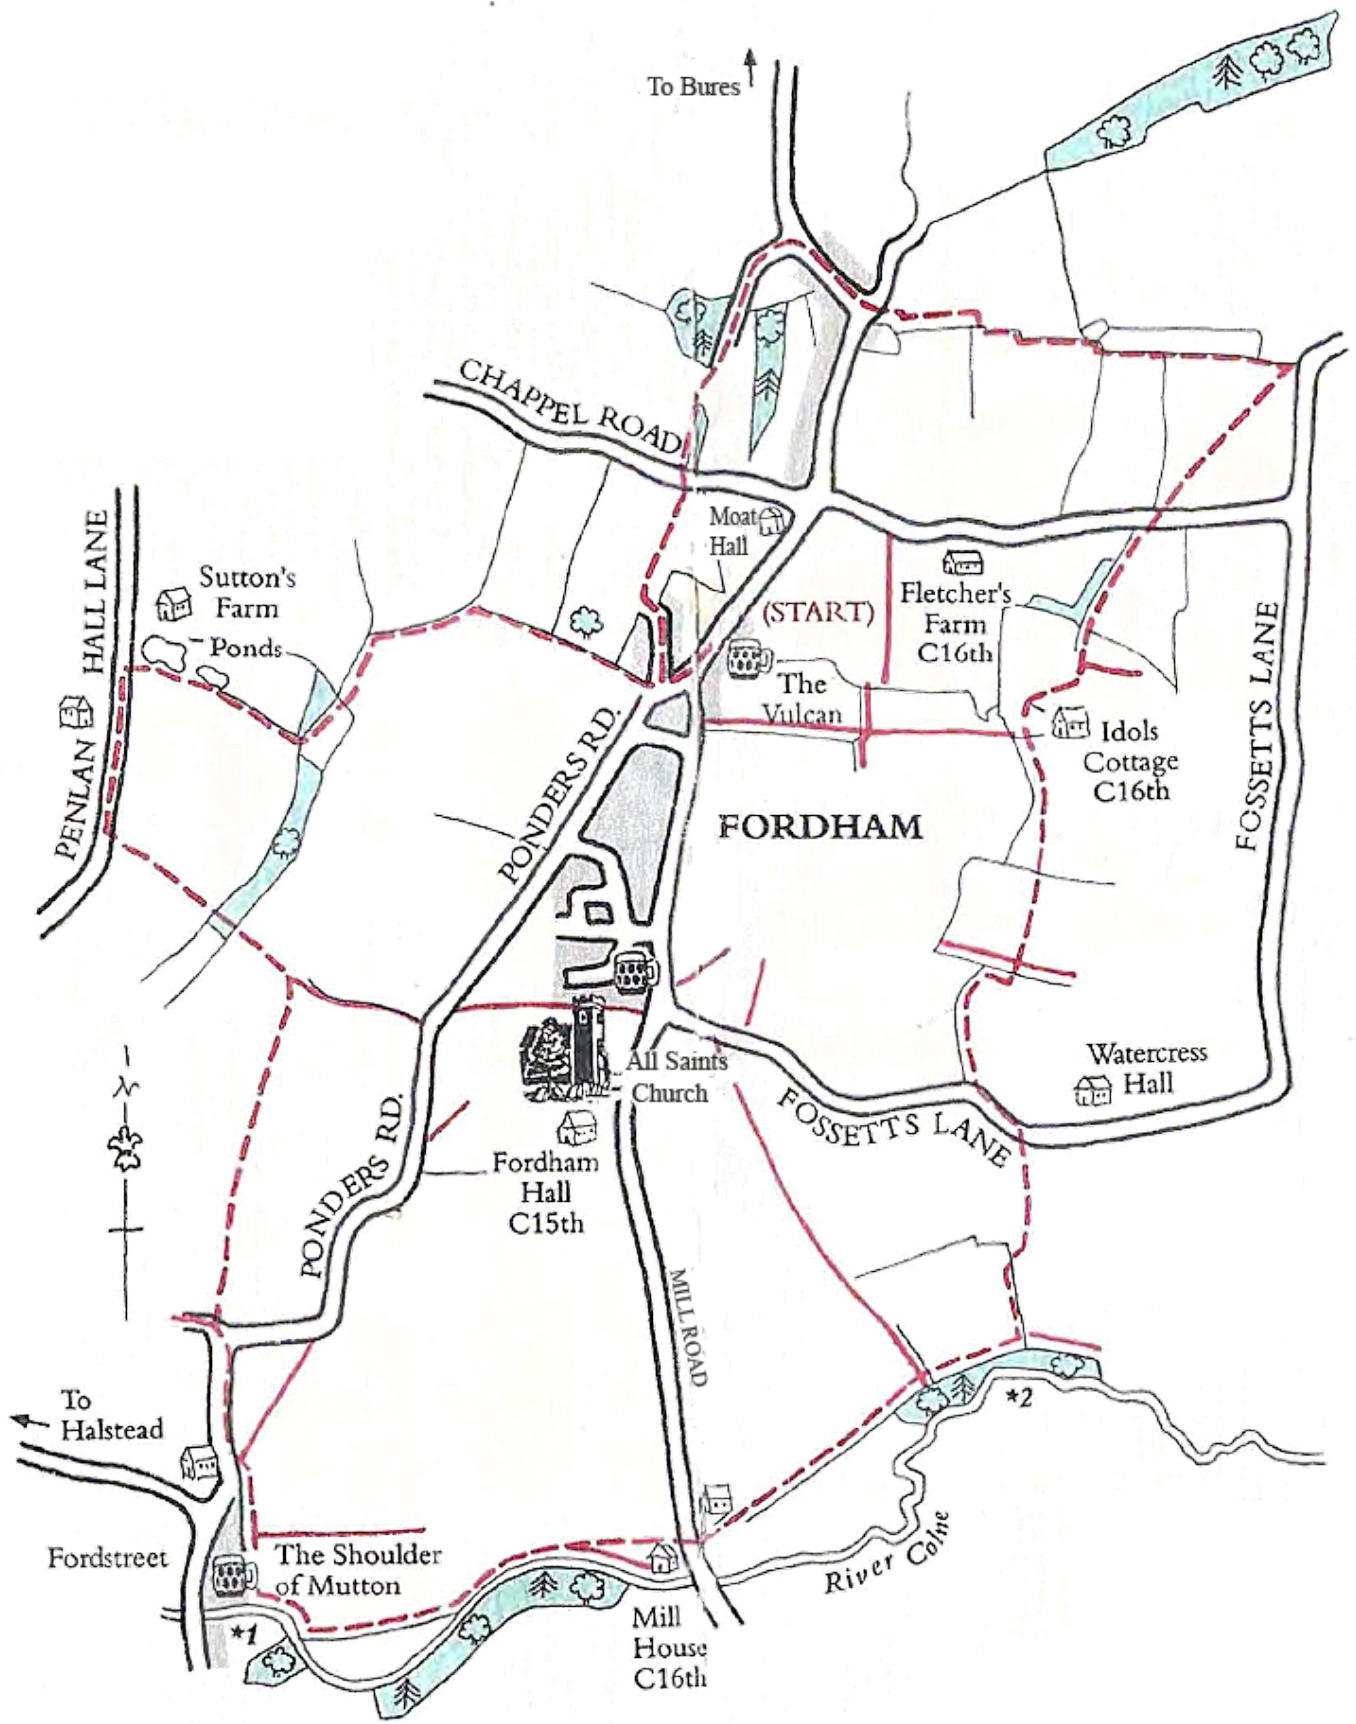 To Bures
CHAPPEL ROAD
Moat
Hall
HALL LANE
PENLAN
Sutton's
Farm
Ponds
(START)
Fletcher's
Farm
C16th
The
Vulcan
Idols
Cottage
C16th
FOSSETTS LANE
PONDERS RD.
FORDHAM
All Saints
Church
Watercress
Hall
FOSSETTS LANE
Fordham
Hall
C15th
PONDERS RD.
MILL ROAD
N
To
Halstead
*2
Fordstreet
The Shoulder
of Mutton
River Colne
*1
Mill
House
C16th